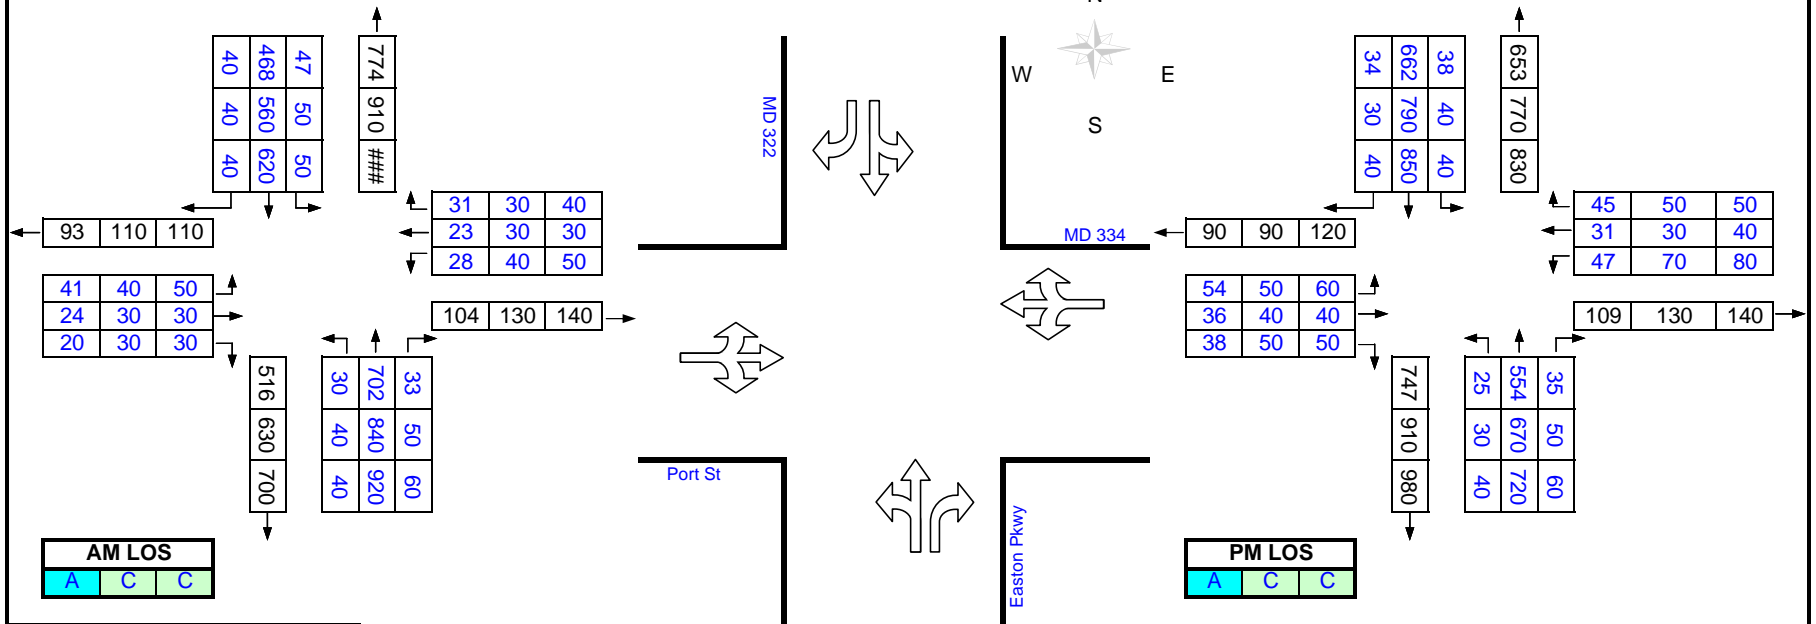 N
W E
S
40 468 47
40 560 50
40 620 50
774 910 ###
31 30 40
23 30 30
28 40 50
93 110 110
41 40 50
24 30 30
20 30 30
104 130 140
516 630 700
30 702 33
40 840 50
40 920 60
AM LOS
A C C
MD 322
MD 334
Port St
Easton Pkwy
34 662 38
30 790 40
40 850 40
653 770 830
45 50 50
31 30 40
47 70 80
90 90 120
54 50 60
36 40 40
38 50 50
109 130 140
747 910 980
25 554 35
30 670 50
40 720 60
PM LOS
A C C